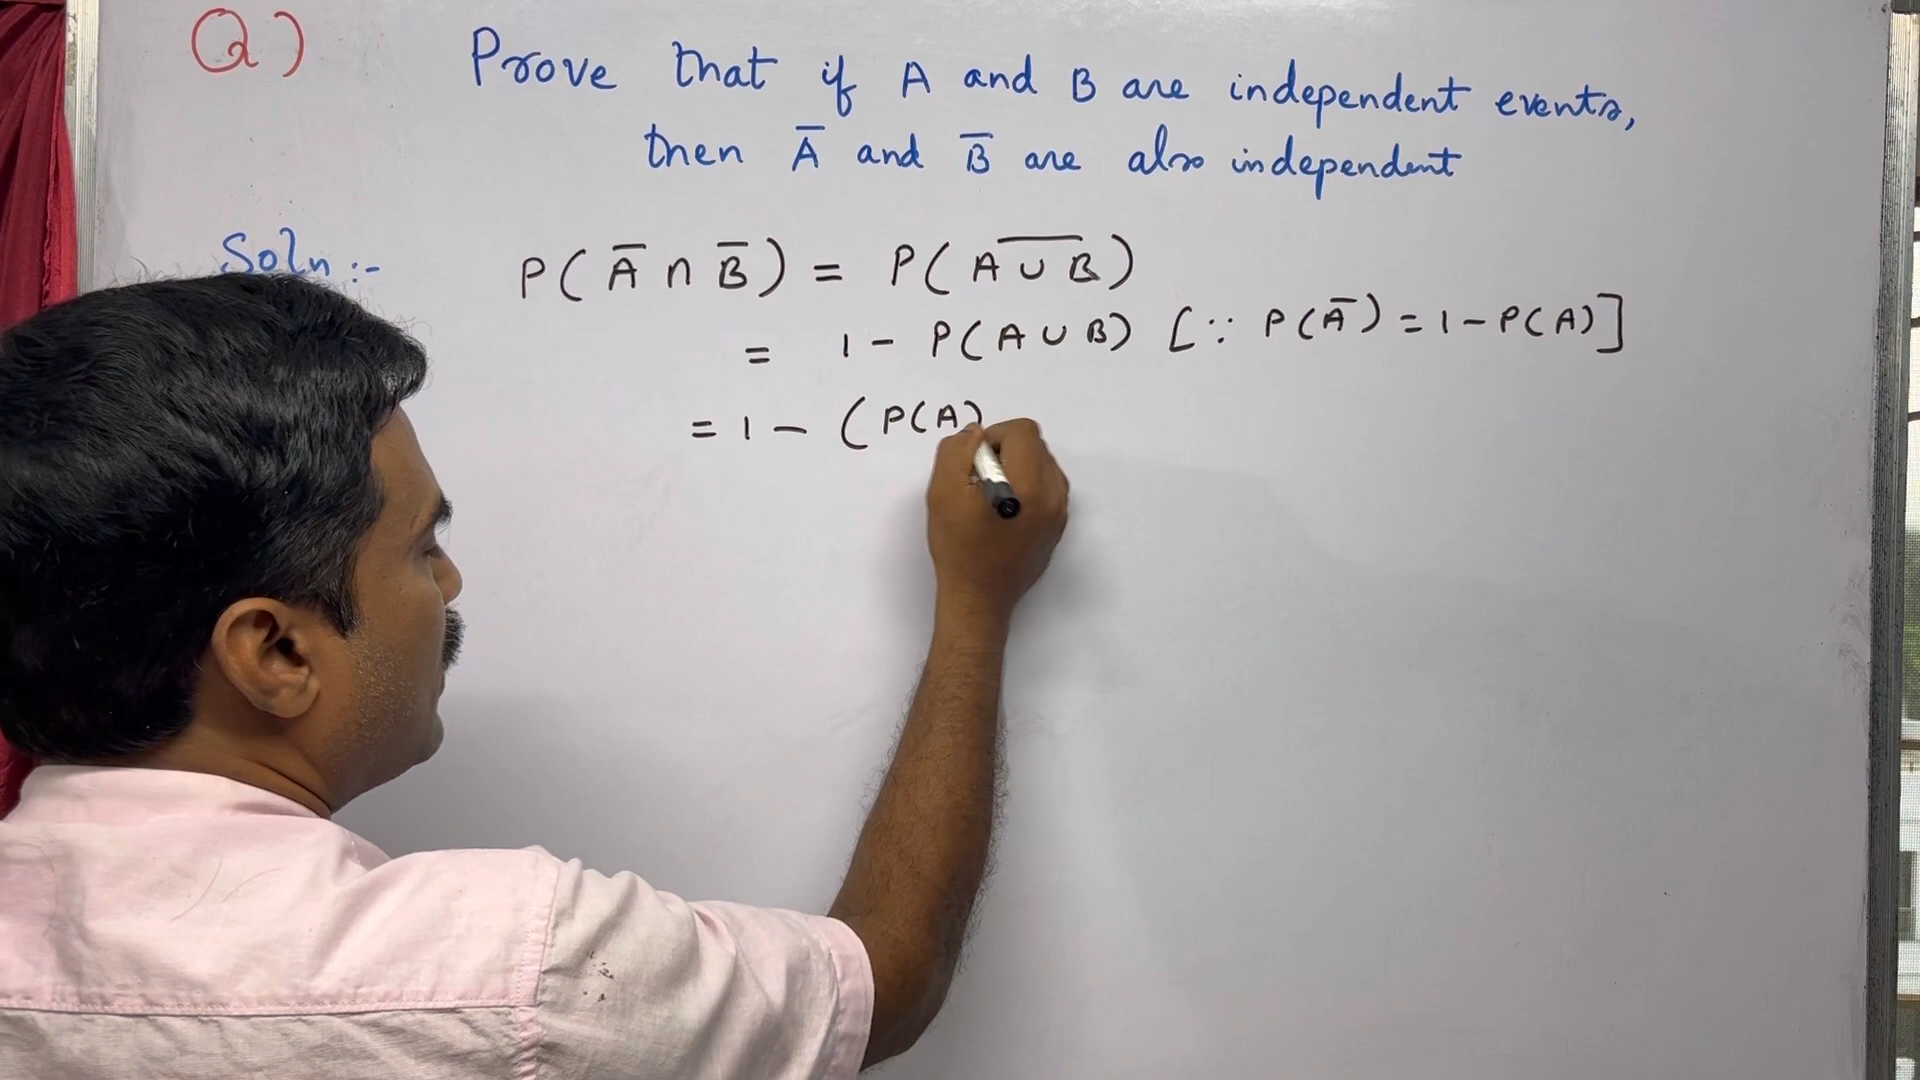 Q)
Prove that if A and B are independent events,
then A̅ and B̅ are also independent
Soln :-
P(A̅ ∩ B̅) = P(A̅ ̅∪̅ ̅B̅)
= 1 - P(A ∪ B) [∵ P(A̅) = 1 - P(A)]
= 1 - (P(A)